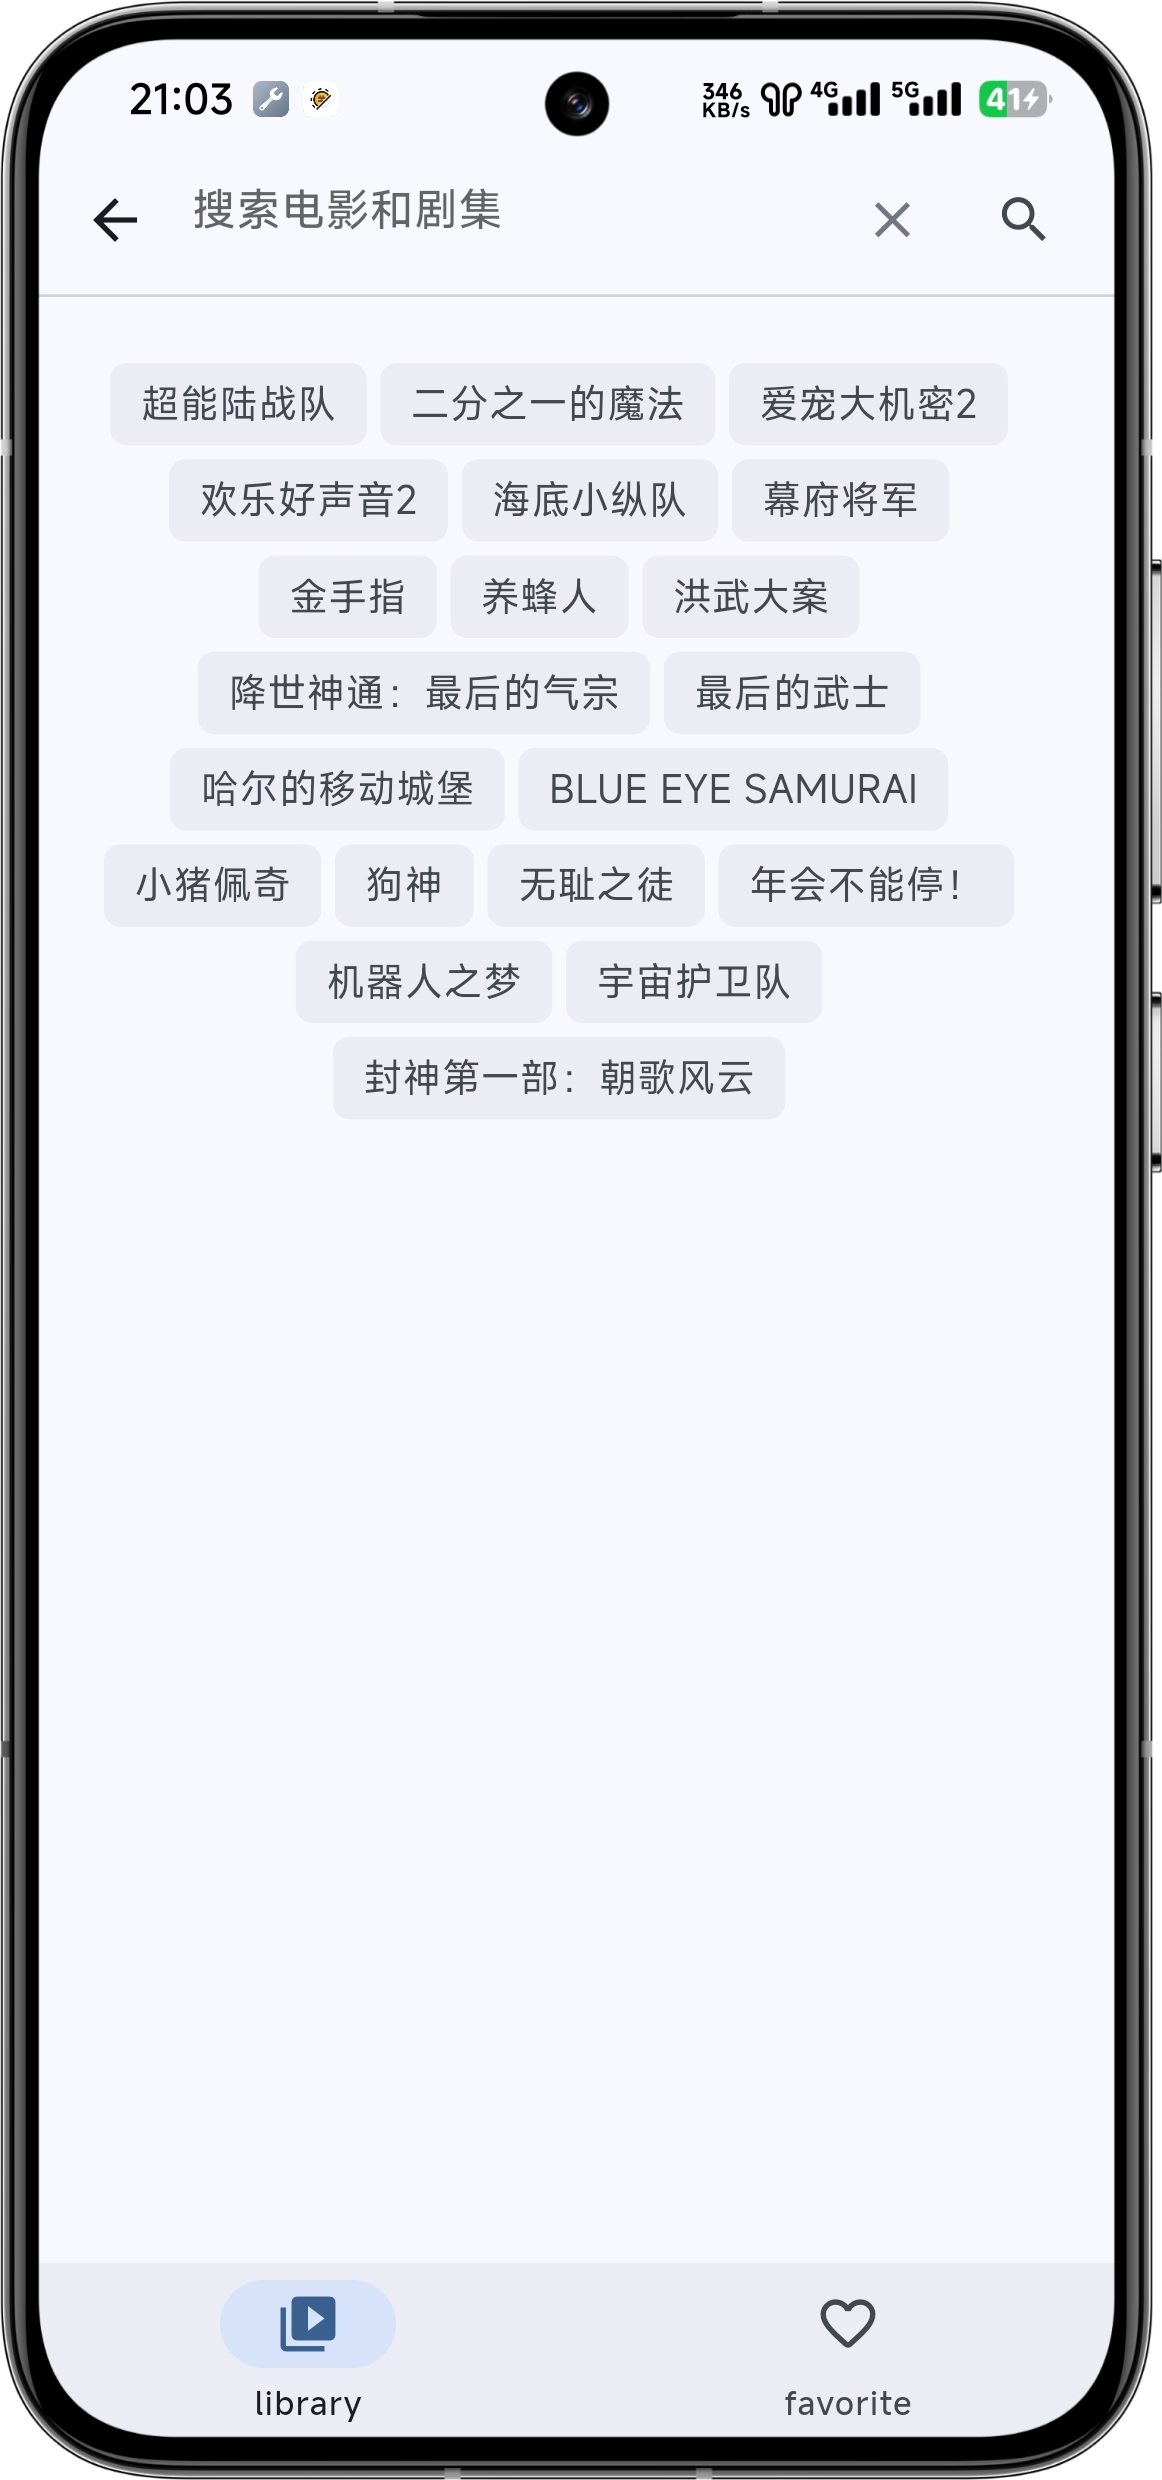 21:03 346 KB/s 4G 5G 41
搜索电影和剧集
超能陆战队 二分之一的魔法 爱宠大机密2
欢乐好声音2 海底小纵队 幕府将军
金手指 养蜂人 洪武大案
降世神通：最后的气宗 最后的武士
哈尔的移动城堡 BLUE EYE SAMURAI
小猪佩奇 狗神 无耻之徒 年会不能停！
机器人之梦 宇宙护卫队
封神第一部：朝歌风云
library favorite